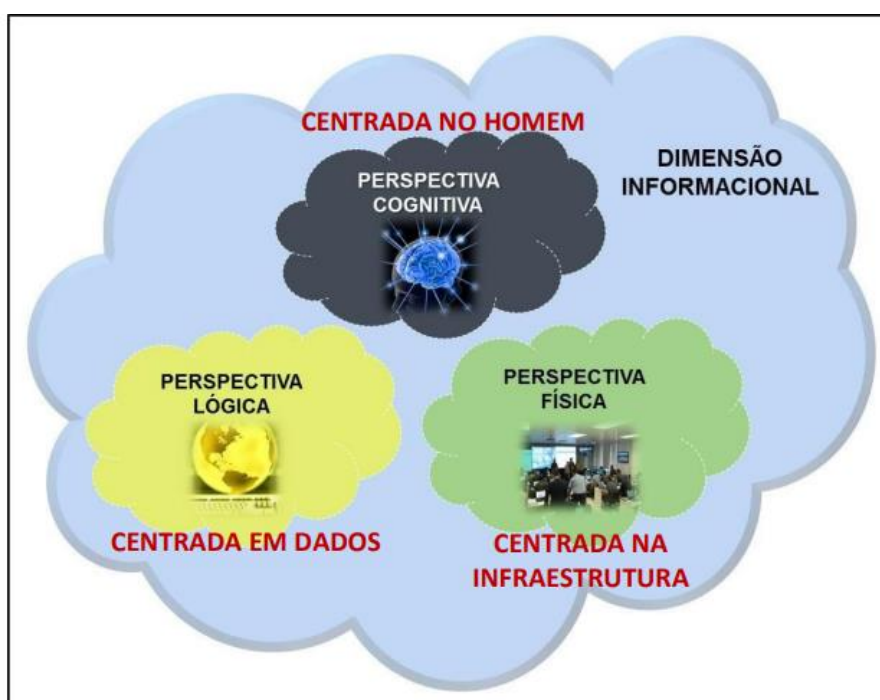 CENTRADA NO HOMEM
PERSPECTIVA
COGNITIVA
DIMENSÃO
INFORMACIONAL
PERSPECTIVA
LÓGICA
CENTRADA EM DADOS
PERSPECTIVA
FÍSICA
CENTRADA NA
INFRAESTRUTURA